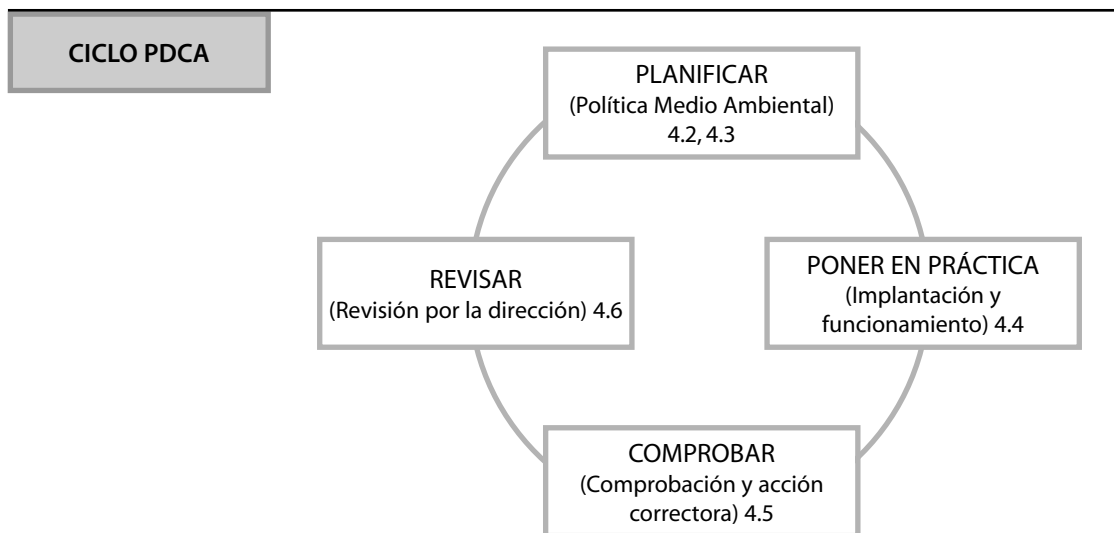 CICLO PDCA
PLANIFICAR
(Política Medio Ambiental)
4.2, 4.3
REVISAR
(Revisión por la dirección) 4.6
PONER EN PRÁCTICA
(Implantación y
funcionamiento) 4.4
COMPROBAR
(Comprobación y acción
correctora) 4.5